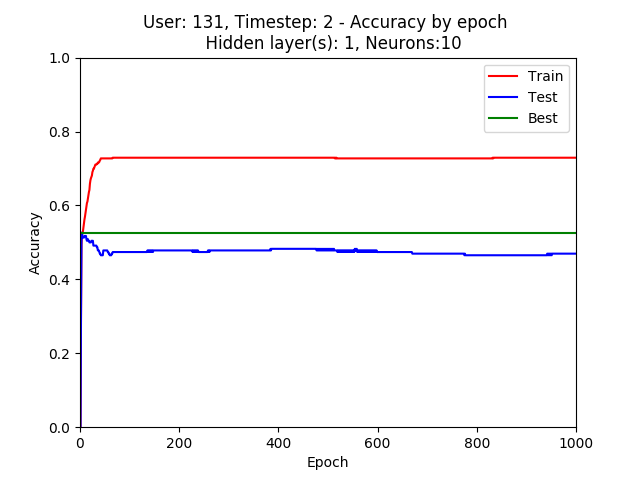 User: 131, Timestep: 2 - Accuracy by epoch
Hidden layer(s): 1, Neurons:10
1.0
0.8
0.6
0.4
0.2
0.0
Accuracy
Train
Test
Best
0 200 400 600 800 1000
Epoch